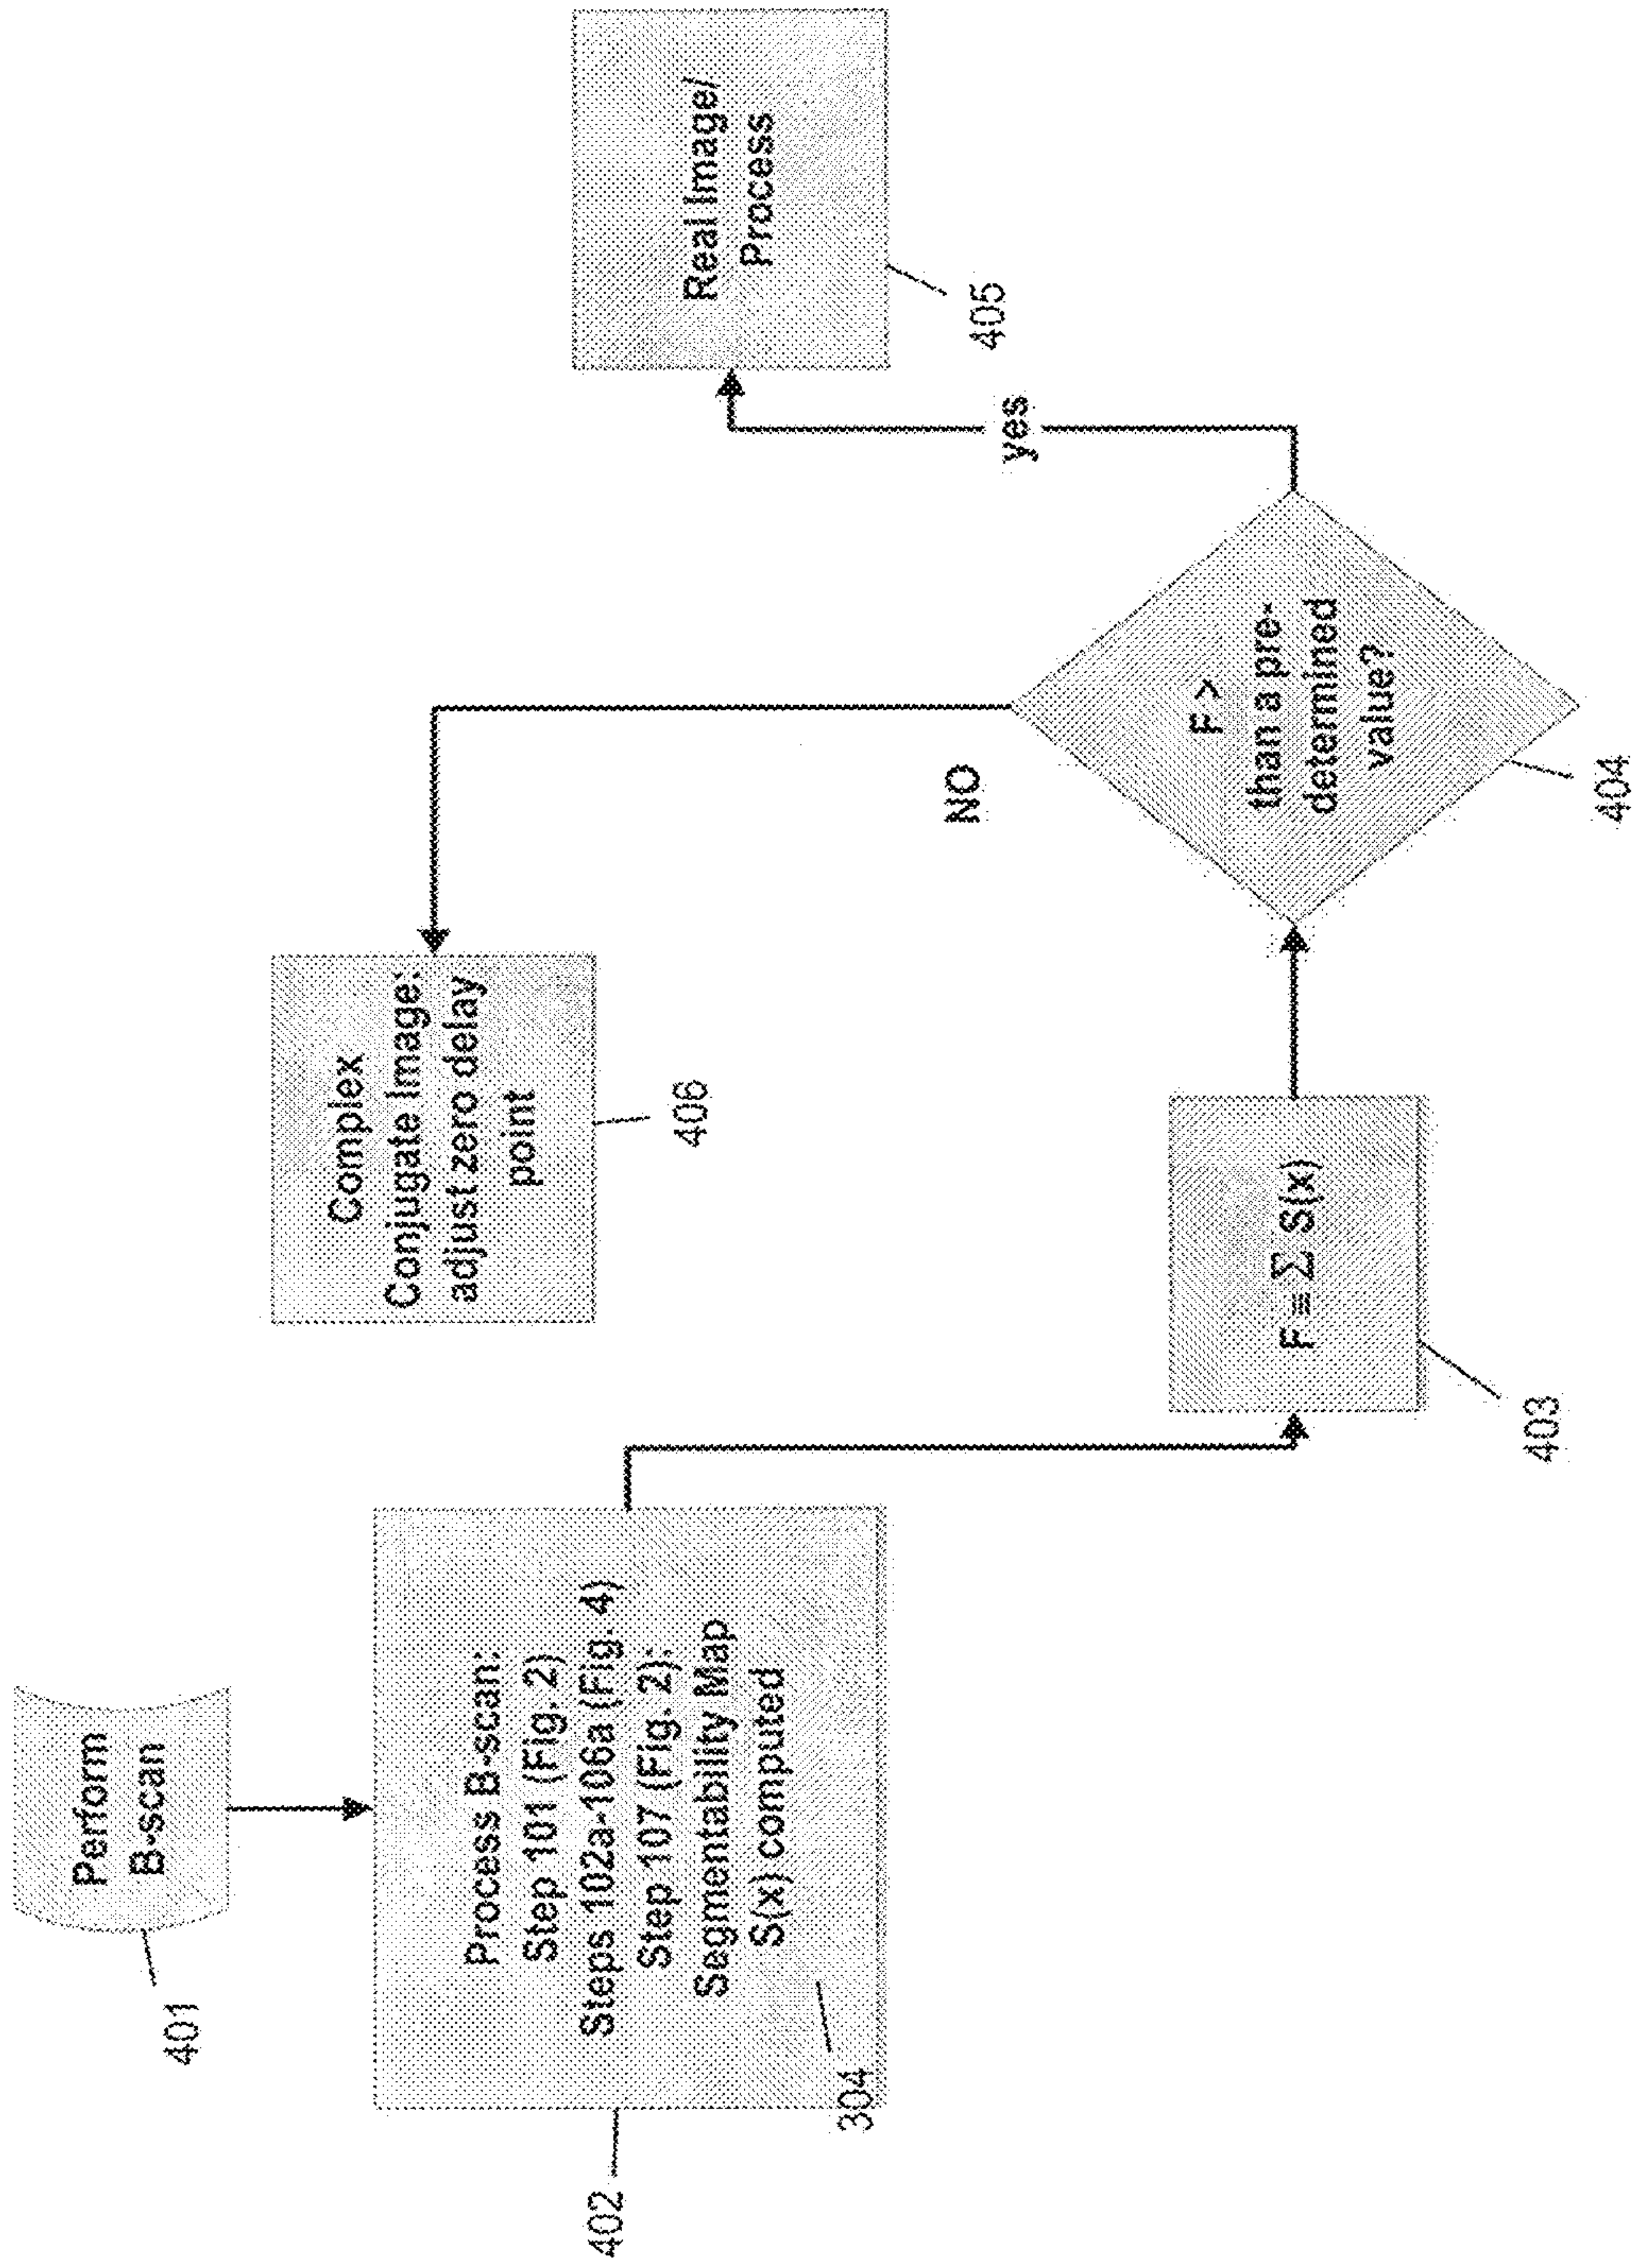 Perform
B-scan
401
Process B-scan:
Step 101 (Fig. 2)
Steps 102a-106a (Fig. 4)
Step 107 (Fig. 2):
Segmentability Map
S(x) computed
304
402
F ≡ ∑ S(x)
403
F >
than a pre-
determined
value?
404
NO
Complex
Conjugate Image:
adjust zero delay
point
406
yes
Real Image/
Process
405